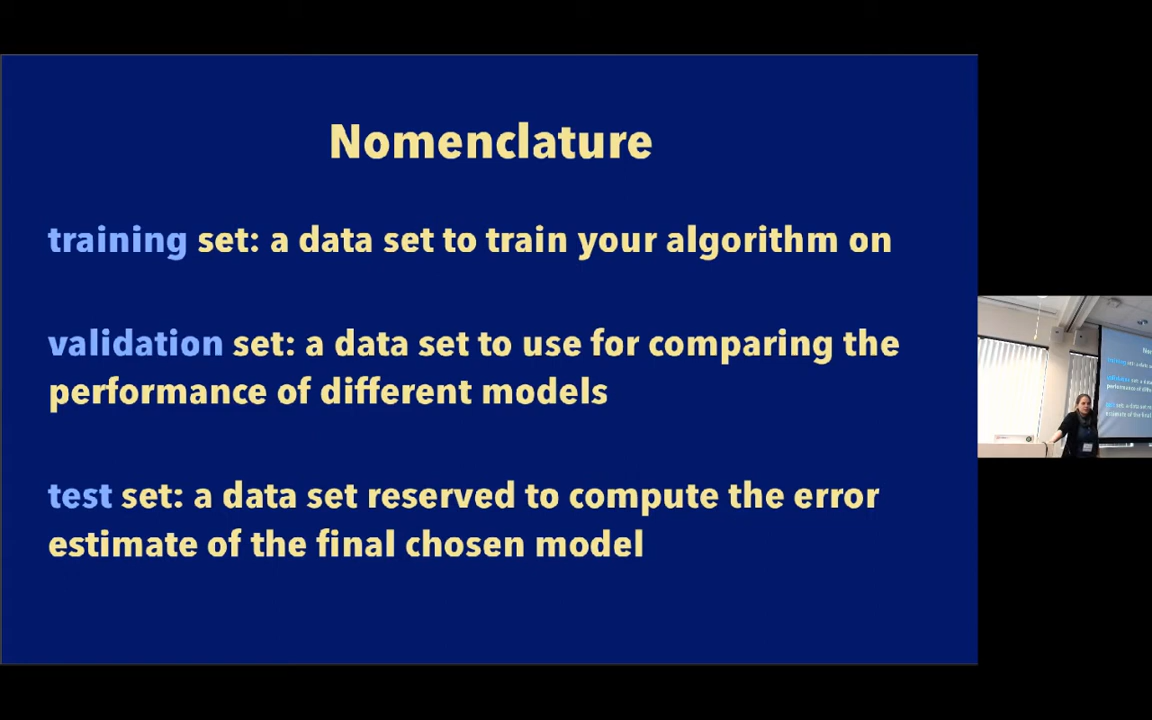 Nomenclature
training set: a data set to train your algorithm on
validation set: a data set to use for comparing the
performance of different models
test set: a data set reserved to compute the error
estimate of the final chosen model